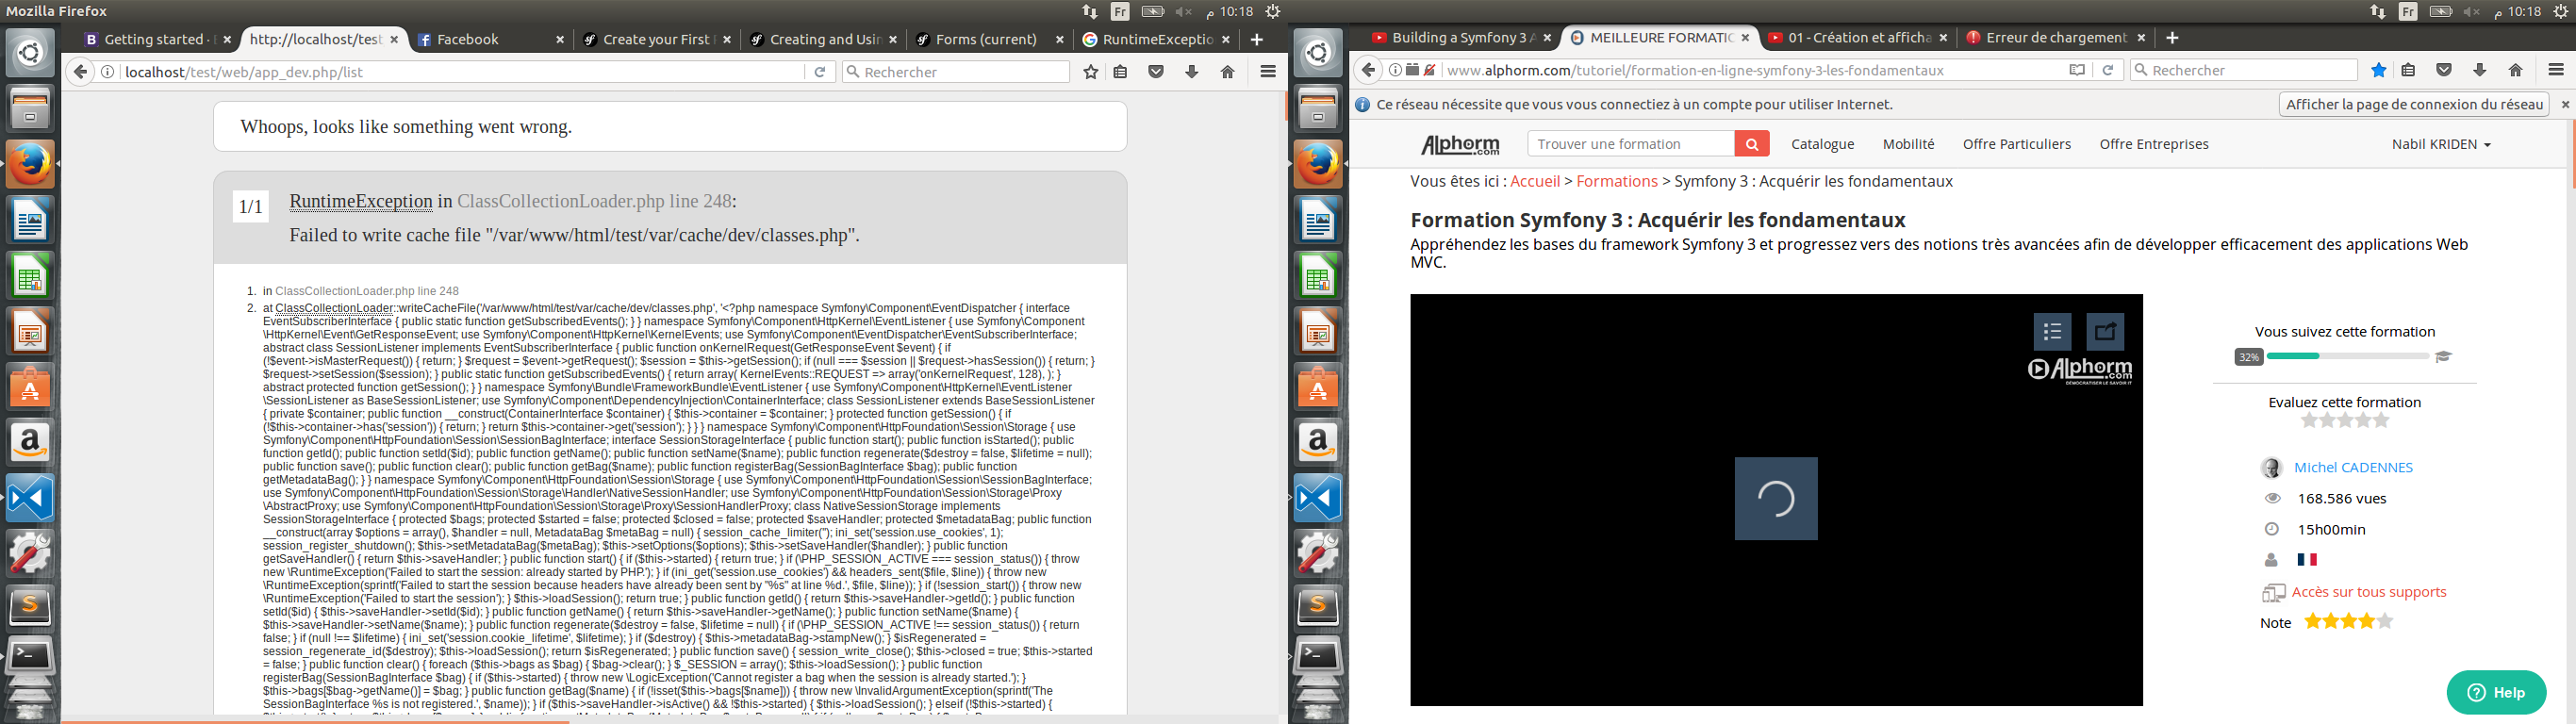 Mozilla Firefox
Fr
10:18 م
Getting started · B
http://localhost/test
Facebook
Create your First
Creating and Usin
Forms (current)
RuntimeExceptio
localhost/test/web/app_dev.php/list
Rechercher
Whoops, looks like something went wrong.
1/1
RuntimeException in ClassCollectionLoader.php line 248:
Failed to write cache file "/var/www/html/test/var/cache/dev/classes.php".
1. in ClassCollectionLoader.php line 248
2. at ClassCollectionLoader::writeCacheFile('/var/www/html/test/var/cache/dev/classes.php', '<?php namespace Symfony\Component\EventDispatcher { interface
EventSubscriberInterface { public static function getSubscribedEvents(); } } namespace Symfony\Component\HttpKernel\EventListener { use Symfony\Component
\HttpKernel\Event\GetResponseEvent; use Symfony\Component\HttpKernel\KernelEvents; use Symfony\Component\EventDispatcher\EventSubscriberInterface;
abstract class SessionListener implements EventSubscriberInterface { public function onKernelRequest(GetResponseEvent $event) { if
(!$event->isMasterRequest()) { return; } $request = $event->getRequest(); $session = $this->getSession(); if (null === $session || $request->hasSession()) { return; }
$request->setSession($session); } public static function getSubscribedEvents() { return array( KernelEvents::REQUEST => array('onKernelRequest', 128), ); }
abstract protected function getSession(); } } namespace Symfony\Bundle\FrameworkBundle\EventListener { use Symfony\Component\HttpKernel\EventListener
\SessionListener as BaseSessionListener; use Symfony\Component\DependencyInjection\ContainerInterface; class SessionListener extends BaseSessionListener
{ private $container; public function __construct(ContainerInterface $container) { $this->container = $container; } protected function getSession() { if
(!$this->container->has('session')) { return; } return $this->container->get('session'); } } } namespace Symfony\Component\HttpFoundation\Session\Storage { use
Symfony\Component\HttpFoundation\Session\SessionBagInterface; interface SessionStorageInterface { public function start(); public function isStarted(); public
function getId(); public function setId($id); public function getName(); public function setName($name); public function regenerate($destroy = false, $lifetime = null);
public function save(); public function clear(); public function getBag($name); public function registerBag(SessionBagInterface $bag); public function
getMetadataBag(); } } namespace Symfony\Component\HttpFoundation\Session\Storage { use Symfony\Component\HttpFoundation\Session\SessionBagInterface;
use Symfony\Component\HttpFoundation\Session\Storage\Handler\NativeSessionHandler; use Symfony\Component\HttpFoundation\Session\Storage\Proxy
\AbstractProxy; use Symfony\Component\HttpFoundation\Session\Storage\Proxy\SessionHandlerProxy; class NativeSessionStorage implements
SessionStorageInterface { protected $bags; protected $started = false; protected $closed = false; protected $saveHandler; protected $metadataBag; public function
__construct(array $options = array(), $handler = null, MetadataBag $metaBag = null) { session_cache_limiter(''); ini_set('session.use_cookies', 1);
session_register_shutdown(); $this->setMetadataBag($metaBag); $this->setOptions($options); $this->setSaveHandler($handler); } public function
getSaveHandler() { return $this->saveHandler; } public function start() { if ($this->started) { return true; } if (\PHP_SESSION_ACTIVE === session_status()) { throw
new \RuntimeException('Failed to start the session: already started by PHP.'); } if (ini_get('session.use_cookies') && headers_sent($file, $line)) { throw new
\RuntimeException(sprintf('Failed to start the session because headers have already been sent by "%s" at line %d.', $file, $line)); } if (!session_start()) { throw new
\RuntimeException('Failed to start the session'); } $this->loadSession(); return true; } public function getId() { return $this->saveHandler->getId(); } public function
setId($id) { $this->saveHandler->setId($id); } public function getName() { return $this->saveHandler->getName(); } public function setName($name) {
$this->saveHandler->setName($name); } public function regenerate($destroy = false, $lifetime = null) { if (\PHP_SESSION_ACTIVE !== session_status()) { return
false; } if (null !== $lifetime) { ini_set('session.cookie_lifetime', $lifetime); } if ($destroy) { $this->metadataBag->stampNew(); } $isRegenerated =
session_regenerate_id($destroy); $this->loadSession(); return $isRegenerated; } public function save() { session_write_close(); $this->closed = true; $this->started
= false; } public function clear() { foreach ($this->bags as $bag) { $bag->clear(); } $_SESSION = array(); $this->loadSession(); } public function
registerBag(SessionBagInterface $bag) { if ($this->started) { throw new \LogicException('Cannot register a bag when the session is already started.'); }
$this->bags[$bag->getName()] = $bag; } public function getBag($name) { if (!isset($this->bags[$name])) { throw new \InvalidArgumentException(sprintf('The
SessionBagInterface %s is not registered.', $name)); } if ($this->saveHandler->isActive() && !$this->started) { $this->loadSession(); } elseif (!$this->started) {
Fr
10:18 م
Building a Symfony 3 A
MEILLEURE FORMATIC
01 - Création et afficha
Erreur de chargement
www.alphorm.com/tutoriel/formation-en-ligne-symfony-3-les-fondamentaux
Rechercher
Ce réseau nécessite que vous vous connectiez à un compte pour utiliser Internet.
Afficher la page de connexion du réseau
Alphorm.com
Trouver une formation
Catalogue
Mobilité
Offre Particuliers
Offre Entreprises
Nabil KRIDEN
Vous êtes ici : Accueil > Formations > Symfony 3 : Acquérir les fondamentaux
Formation Symfony 3 : Acquérir les fondamentaux
Appréhendez les bases du framework Symfony 3 et progressez vers des notions très avancées afin de développer efficacement des applications Web
MVC.
Alphorm.com
DÉMOCRATISER LE SAVOIR IT
Vous suivez cette formation
32%
Evaluez cette formation
Michel CADENNES
168.586 vues
15h00min
Accès sur tous supports
Note
Help